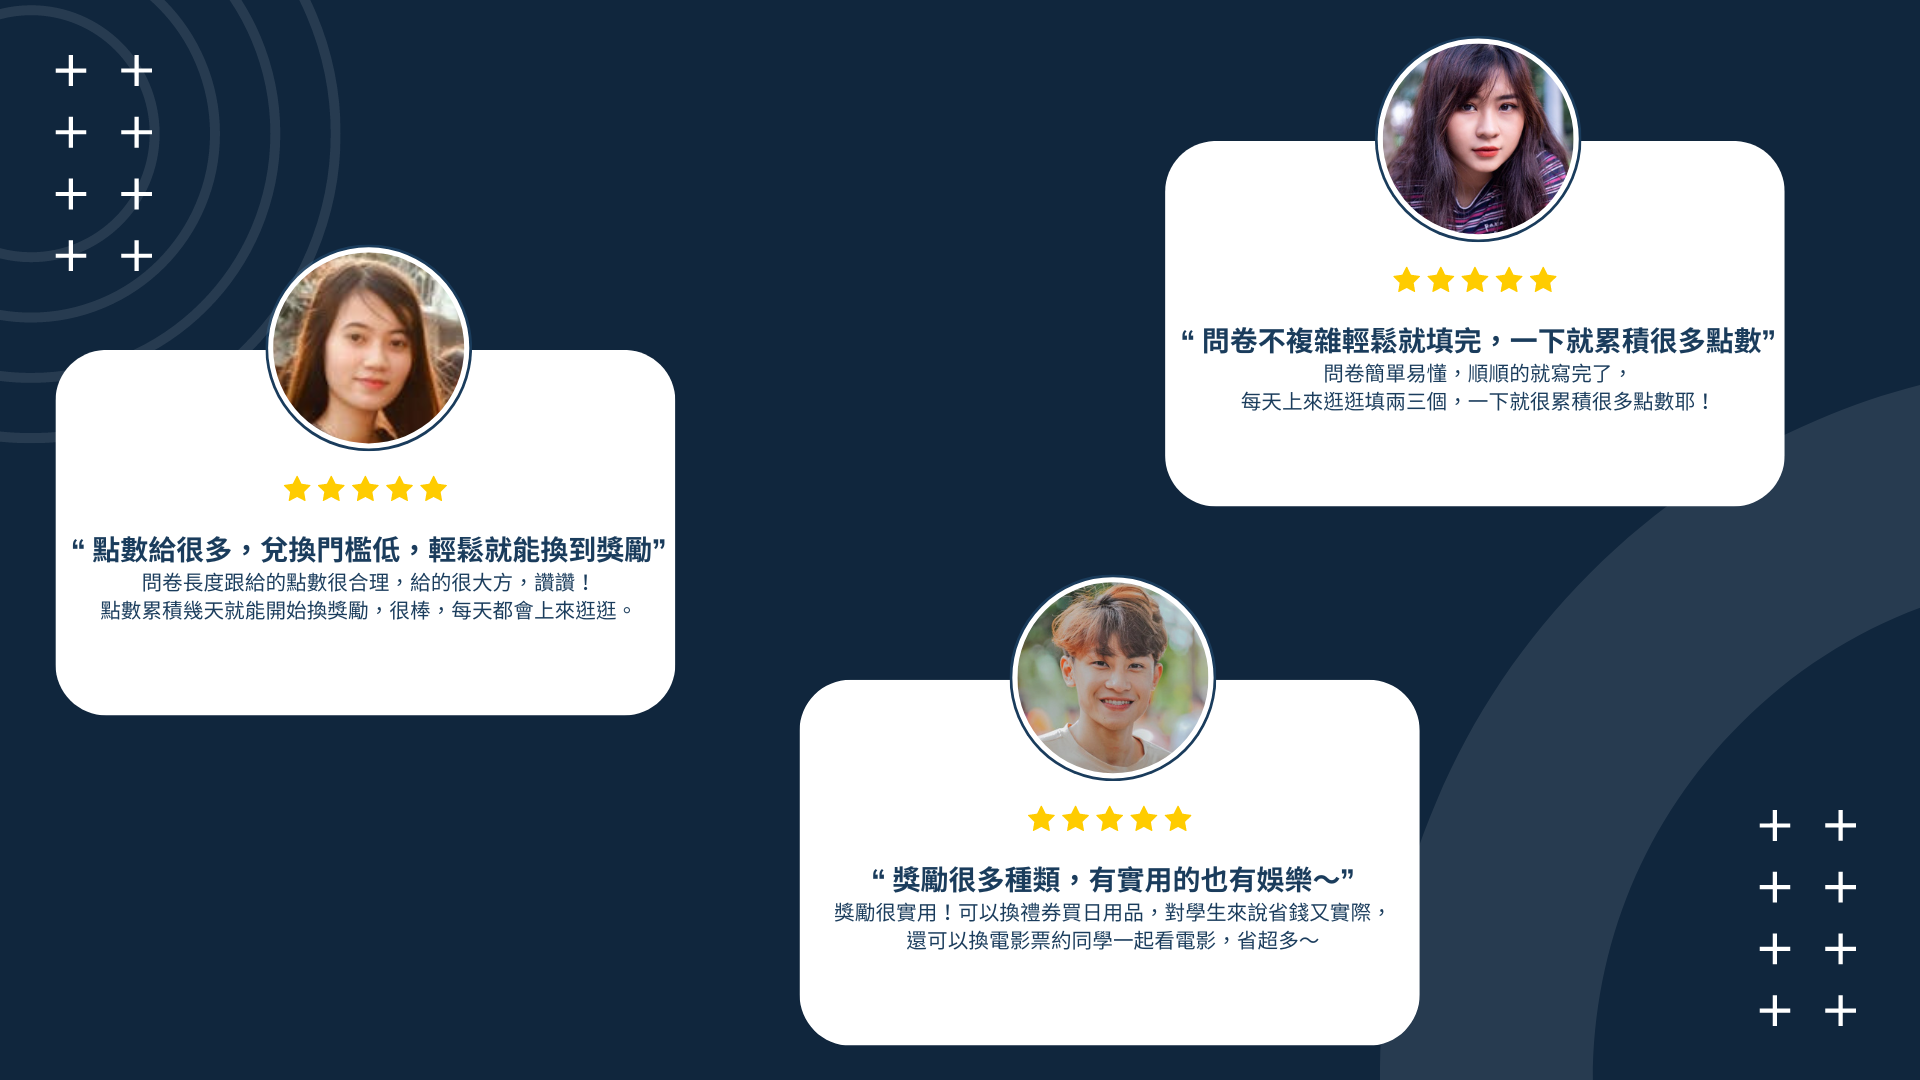 “ 點數給很多，兌換門檻低，輕鬆就能換到獎勵”
問卷長度跟給的點數很合理，給的很大方，讚讚！
點數累積幾天就能開始換獎勵，很棒，每天都會上來逛逛。
“ 問卷不複雜輕鬆就填完，一下就累積很多點數”
問卷簡單易懂，順順的就寫完了，
每天上來逛逛填兩三個，一下就很累積很多點數耶！
“ 獎勵很多種類，有實用的也有娛樂～”
獎勵很實用！可以換禮券買日用品，對學生來說省錢又實際，
還可以換電影票約同學一起看電影，省超多～